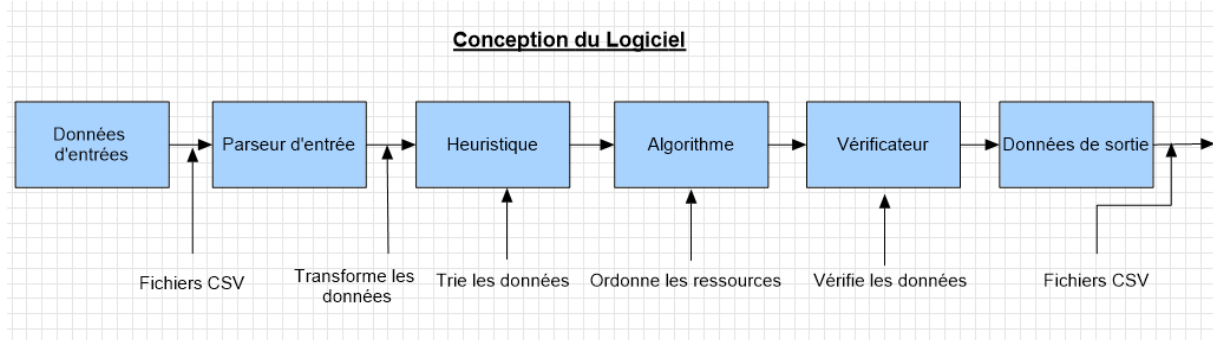 Conception du Logiciel
Données
d'entrées
Parseur d'entrée
Heuristique
Algorithme
Vérificateur
Données de sortie
Fichiers CSV
Transforme les
données
Trie les données
Ordonne les ressources
Vérifie les données
Fichiers CSV